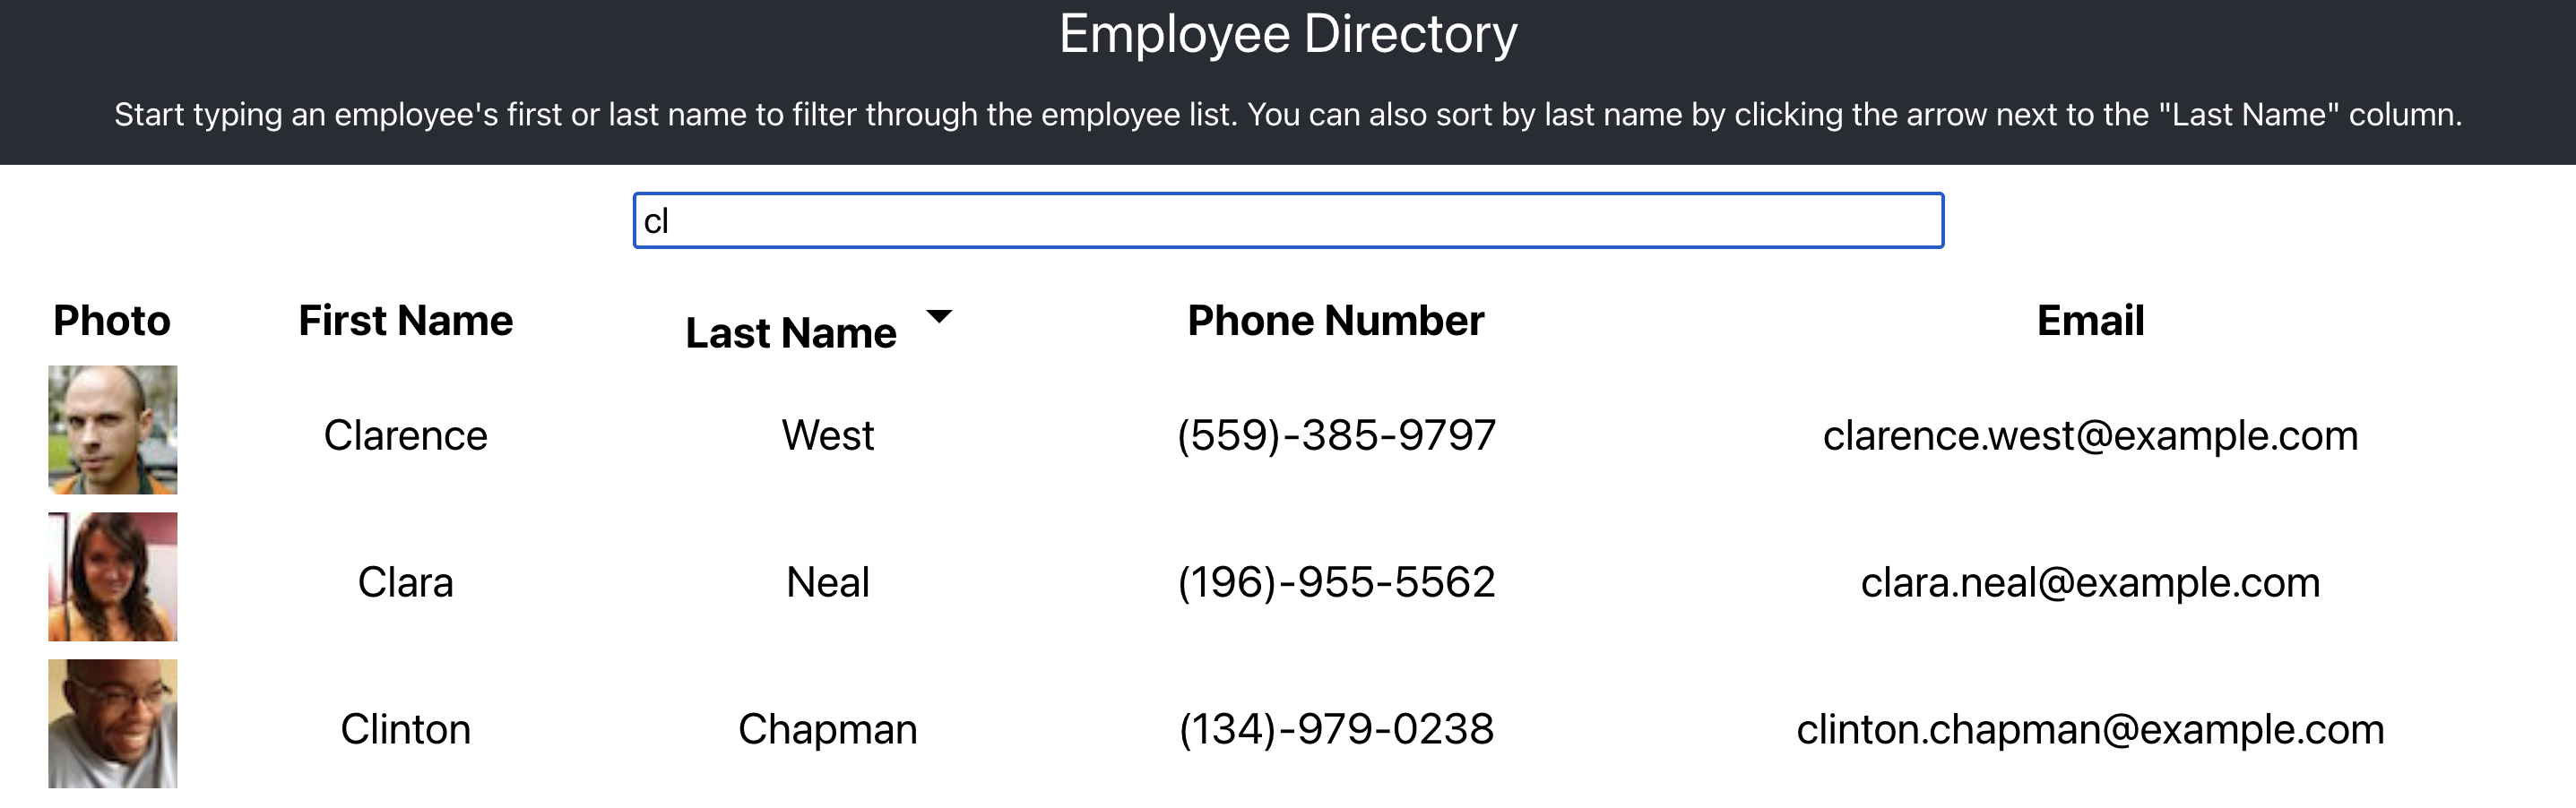 Employee Directory
Start typing an employee's first or last name to filter through the employee list. You can also sort by last name by clicking the arrow next to the "Last Name" column.
cl
Photo First Name Last Name Phone Number Email
Clarence West (559)-385-9797 clarence.west@example.com
Clara Neal (196)-955-5562 clara.neal@example.com
Clinton Chapman (134)-979-0238 clinton.chapman@example.com